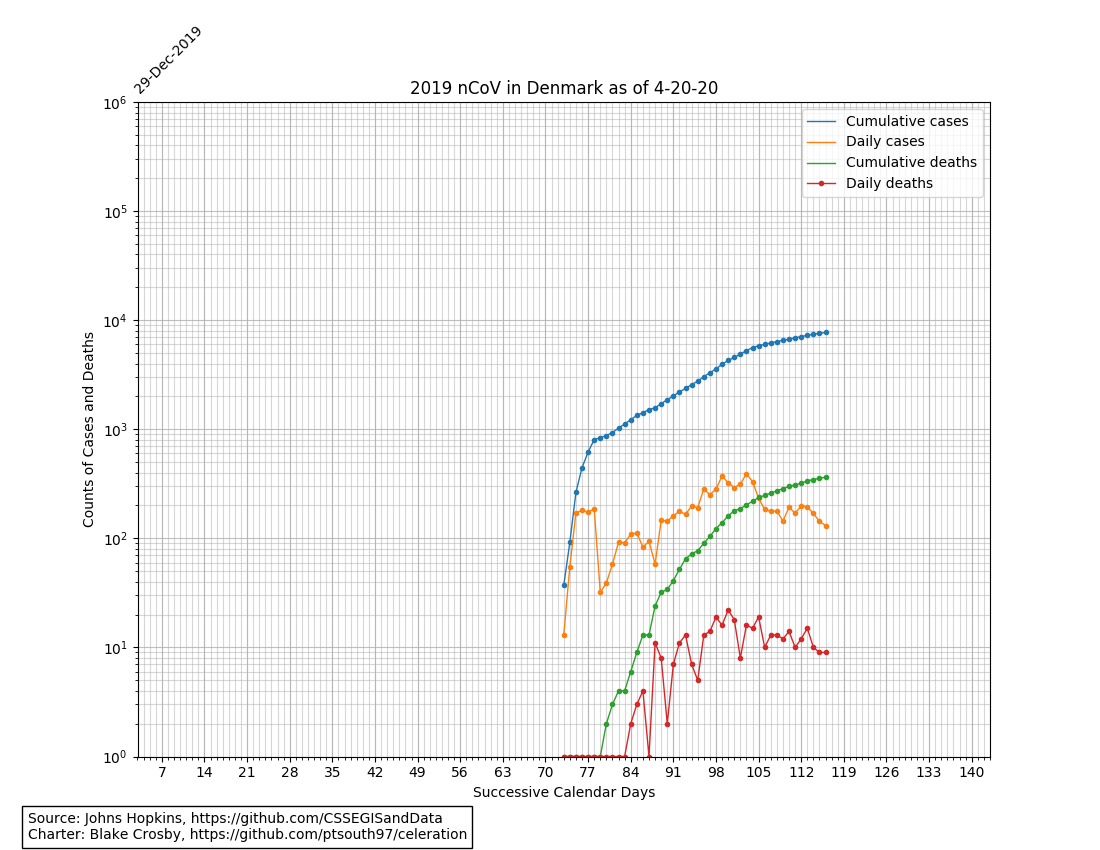 29-Dec-2019
2019 nCoV in Denmark as of 4-20-20
Cumulative cases
Daily cases
Cumulative deaths
Daily deaths
10^6
10^5
10^4
10^3
10^2
10^1
10^0
Counts of Cases and Deaths
7 14 21 28 35 42 49 56 63 70 77 84 91 98 105 112 119 126 133 140
Successive Calendar Days
Source: Johns Hopkins, https://github.com/CSSEGISandData
Charter: Blake Crosby, https://github.com/ptsouth97/celeration